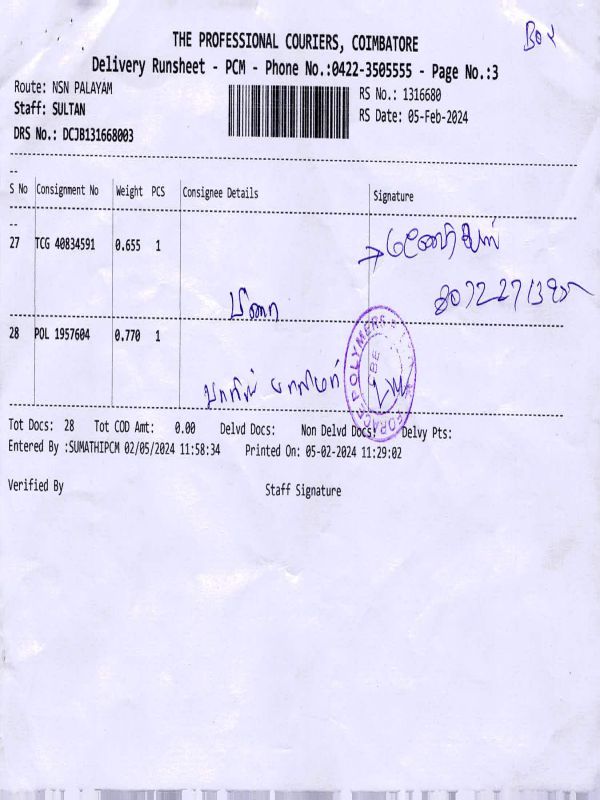 BOX
THE PROFESSIONAL COURIERS, COIMBATORE
Delivery Runsheet - PCM - Phone No.:0422-3505555 - Page No.:3
Route: NSN PALAYAM
RS No.: 1316680
Staff: SULTAN
RS Date: 05-Feb-2024
DRS No.: DCJB131668003
--
S No Consignment No Weight PCS Consignee Details Signature
--
27 TCG 40834591 0.655 1
மீனா
28 POL 1957604 0.770 1
POLYMERS
Tot Docs: 28 Tot COD Amt: 0.00 Delvd Docs: Non Delvd Docs: Delvy Pts:
Entered By :SUMATHIPCM 02/05/2024 11:58:34 Printed On: 05-02-2024 11:29:02
Verified By Staff Signature